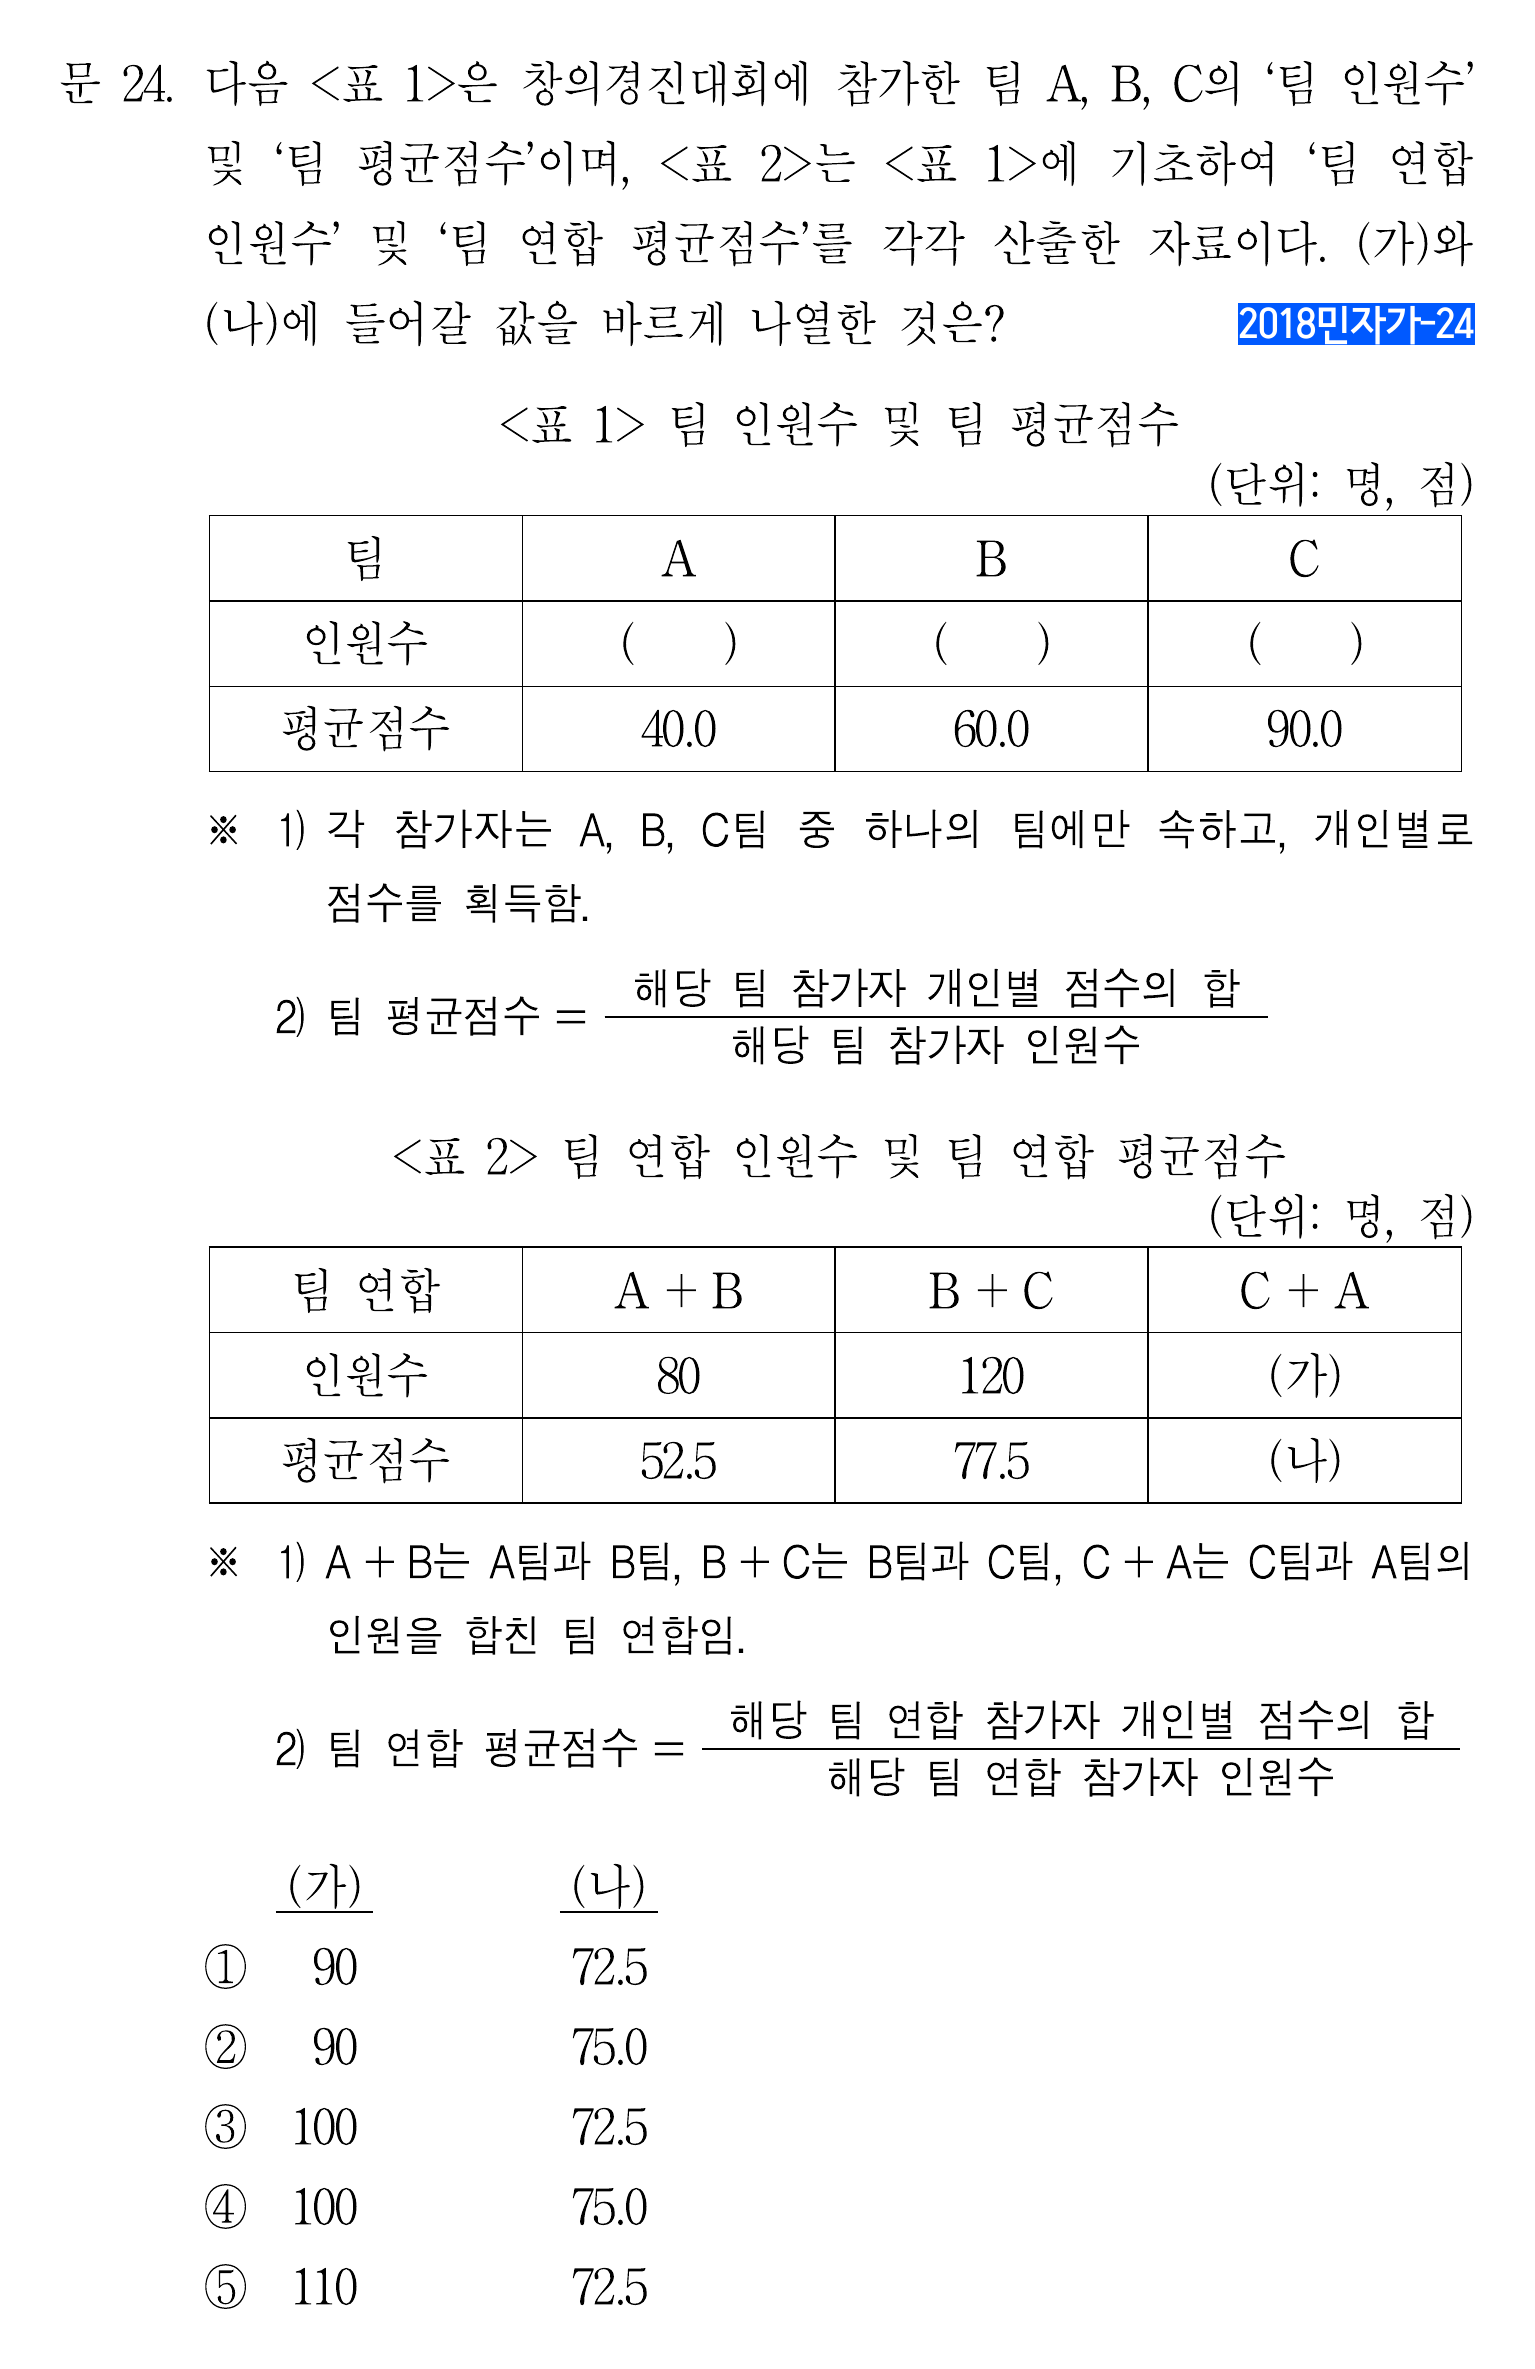 문 24. 다음 <표 1>은 창의경진대회에 참가한 팀 A, B, C의 ‘팀 인원수’
및 ‘팀 평균점수’이며, <표 2>는 <표 1>에 기초하여 ‘팀 연합
인원수’ 및 ‘팀 연합 평균점수’를 각각 산출한 자료이다. (가)와
(나)에 들어갈 값을 바르게 나열한 것은? 2018민자가-24
<표 1> 팀 인원수 및 팀 평균점수
(단위: 명, 점)
팀 A B C
인원수 ( ) ( ) ( )
평균점수 40.0 60.0 90.0
※ 1) 각 참가자는 A, B, C팀 중 하나의 팀에만 속하고, 개인별로
점수를 획득함.
2) 팀 평균점수 = 해당 팀 참가자 개인별 점수의 합
해당 팀 참가자 인원수
<표 2> 팀 연합 인원수 및 팀 연합 평균점수
(단위: 명, 점)
팀 연합 A + B B + C C + A
인원수 80 120 (가)
평균점수 52.5 77.5 (나)
※ 1) A + B는 A팀과 B팀, B + C는 B팀과 C팀, C + A는 C팀과 A팀의
인원을 합친 팀 연합임.
2) 팀 연합 평균점수 = 해당 팀 연합 참가자 개인별 점수의 합
해당 팀 연합 참가자 인원수
(가) (나)
① 90 72.5
② 90 75.0
③ 100 72.5
④ 100 75.0
⑤ 110 72.5